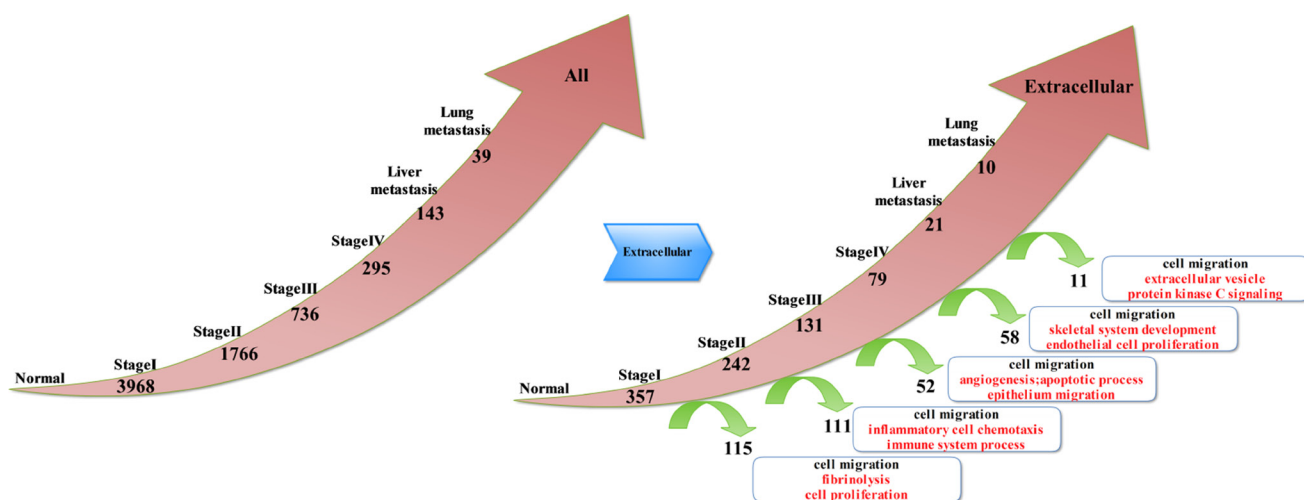 All
Lung
metastasis
39
Liver
metastasis
143
StageIV
295
StageIII
736
StageII
1766
StageI
3968
Normal
Extracellular
Extracellular
Lung
metastasis
10
Liver
metastasis
21
StageIV
79
StageIII
131
StageII
242
StageI
357
Normal
11
cell migration
extracellular vesicle
protein kinase C signaling
58
cell migration
skeletal system development
endothelial cell proliferation
52
cell migration
angiogenesis;apoptotic process
epithelium migration
111
cell migration
inflammatory cell chemotaxis
immune system process
115
cell migration
fibrinolysis
cell proliferation